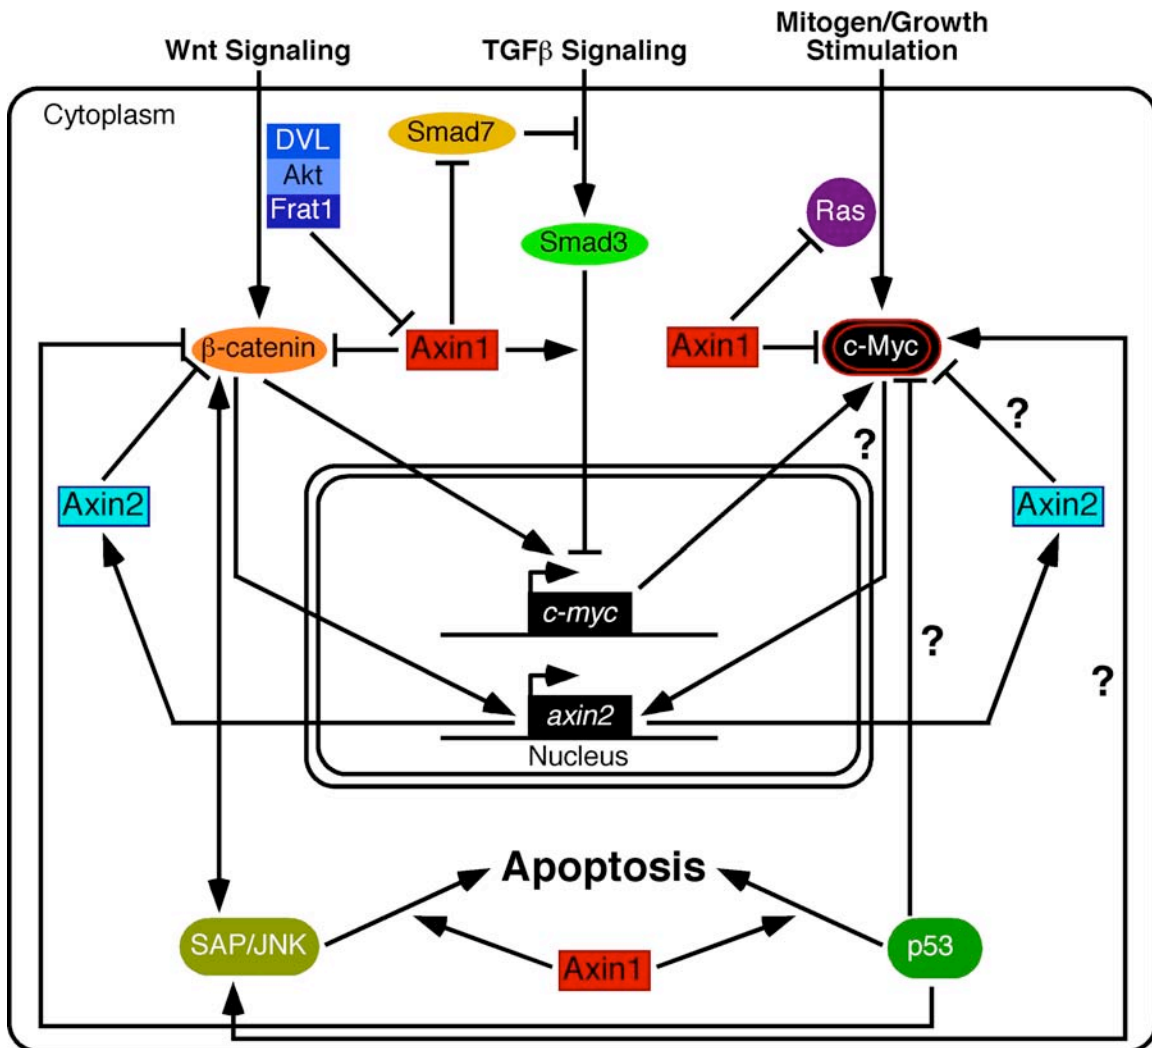 Wnt Signaling
TGFβ Signaling
Mitogen/Growth
Stimulation
Cytoplasm
DVL
Akt
Frat1
Smad7
Ras
Smad3
β-catenin
Axin1
Axin1
c-Myc
?
?
Axin2
Axin2
c-myc
?
?
axin2
Nucleus
Apoptosis
SAP/JNK
Axin1
p53